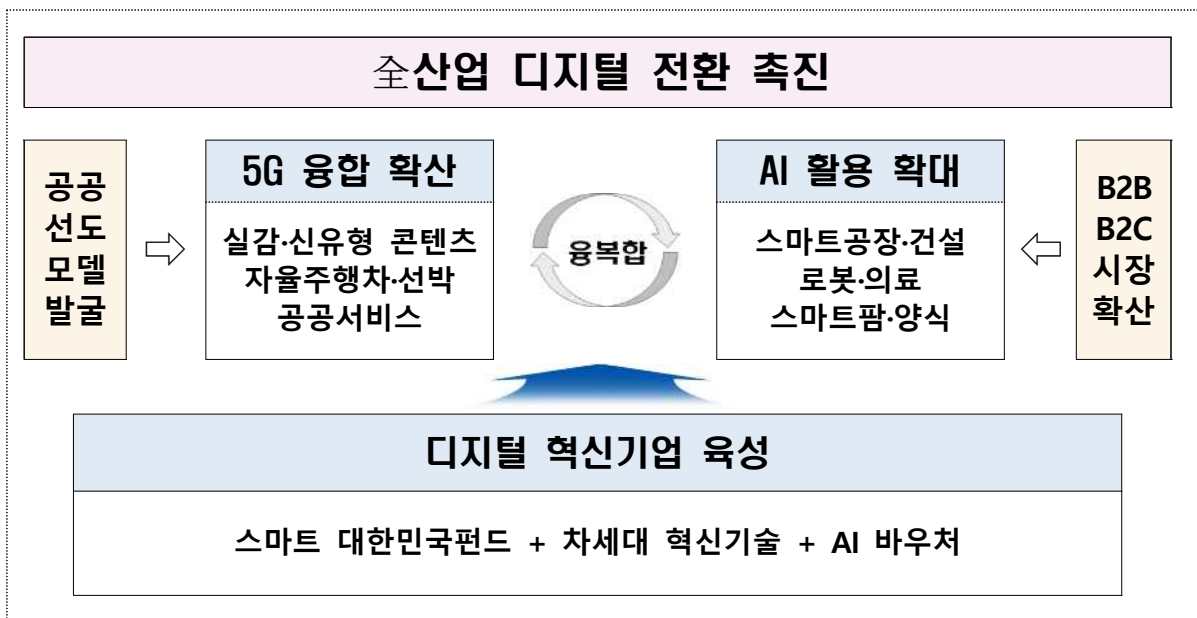 全산업 디지털 전환 촉진
공공
선도
모델
발굴
5G 융합 확산
실감·신유형 콘텐츠
자율주행차·선박
공공서비스
융복합
AI 활용 확대
스마트공장·건설
로봇·의료
스마트팜·양식
B2B
B2C
시장
확산
디지털 혁신기업 육성
스마트 대한민국펀드 + 차세대 혁신기술 + AI 바우처